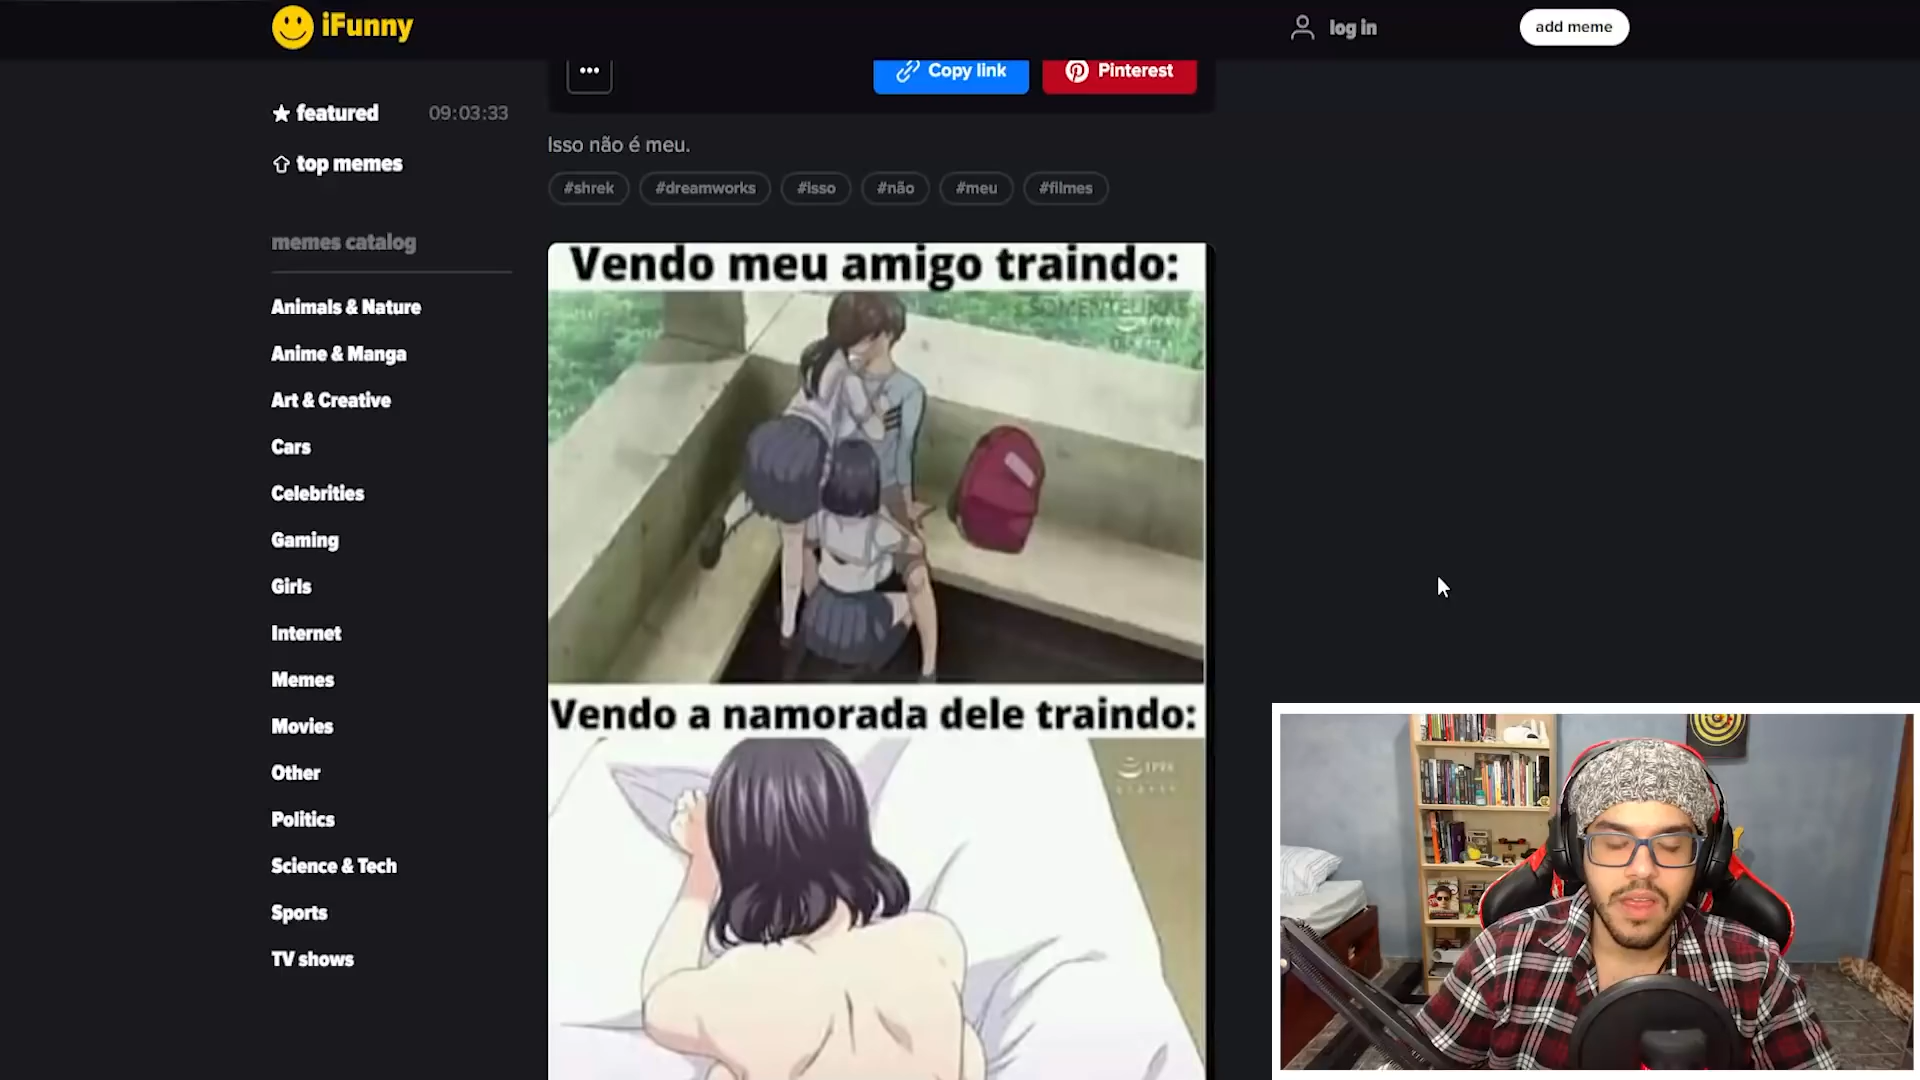 iFunny
log in
add meme
Copy link
Pinterest
featured 09:03:33
top memes
Isso não é meu.
#shrek #dreamworks #Isso #não #meu #filmes
memes catalog
Animals & Nature
Anime & Manga
Art & Creative
Cars
Celebrities
Gaming
Girls
Internet
Memes
Movies
Other
Politics
Science & Tech
Sports
TV shows
Vendo meu amigo traindo:
Vendo a namorada dele traindo: